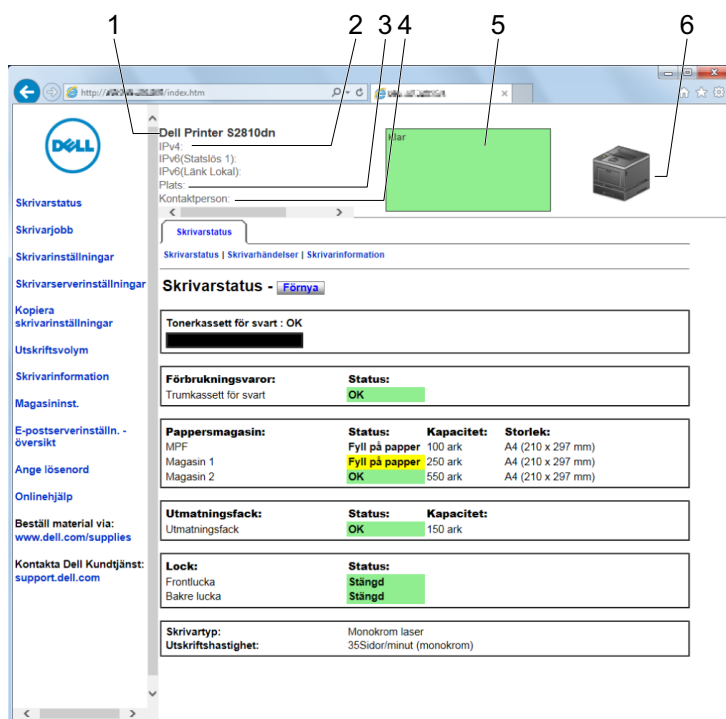 1 2 3 4 5 6
http:// /index.htm
DELL
Dell Printer S2810dn
IPv4:
IPv6(Statslös 1):
IPv6(Länk Lokal):
Plats:
Kontaktperson:
Klar
Skrivarstatus
Skrivarjobb
Skrivarinställningar
Skrivarserverinställningar
Kopiera
skrivarinställningar
Utskriftsvolym
Skrivarinformation
Magasininst.
E-postserverinställn. -
översikt
Ange lösenord
Onlinehjälp
Beställ material via:
www.dell.com/supplies
Kontakta Dell Kundtjänst:
support.dell.com
Skrivarstatus
Skrivarstatus | Skrivarhändelser | Skrivarinformation
Skrivarstatus - Förnya
Tonerkassett för svart : OK
Förbrukningsvaror: Status:
Trumkassett för svart OK
Pappersmagasin: Status: Kapacitet: Storlek:
MPF Fyll på papper 100 ark A4 (210 x 297 mm)
Magasin 1 Fyll på papper 250 ark A4 (210 x 297 mm)
Magasin 2 OK 550 ark A4 (210 x 297 mm)
Utmatningsfack: Status: Kapacitet:
Utmatningsfack OK 150 ark
Lock: Status:
Frontlucka Stängd
Bakre lucka Stängd
Skrivartyp: Monokrom laser
Utskriftshastighet: 35Sidor/minut (monokrom)